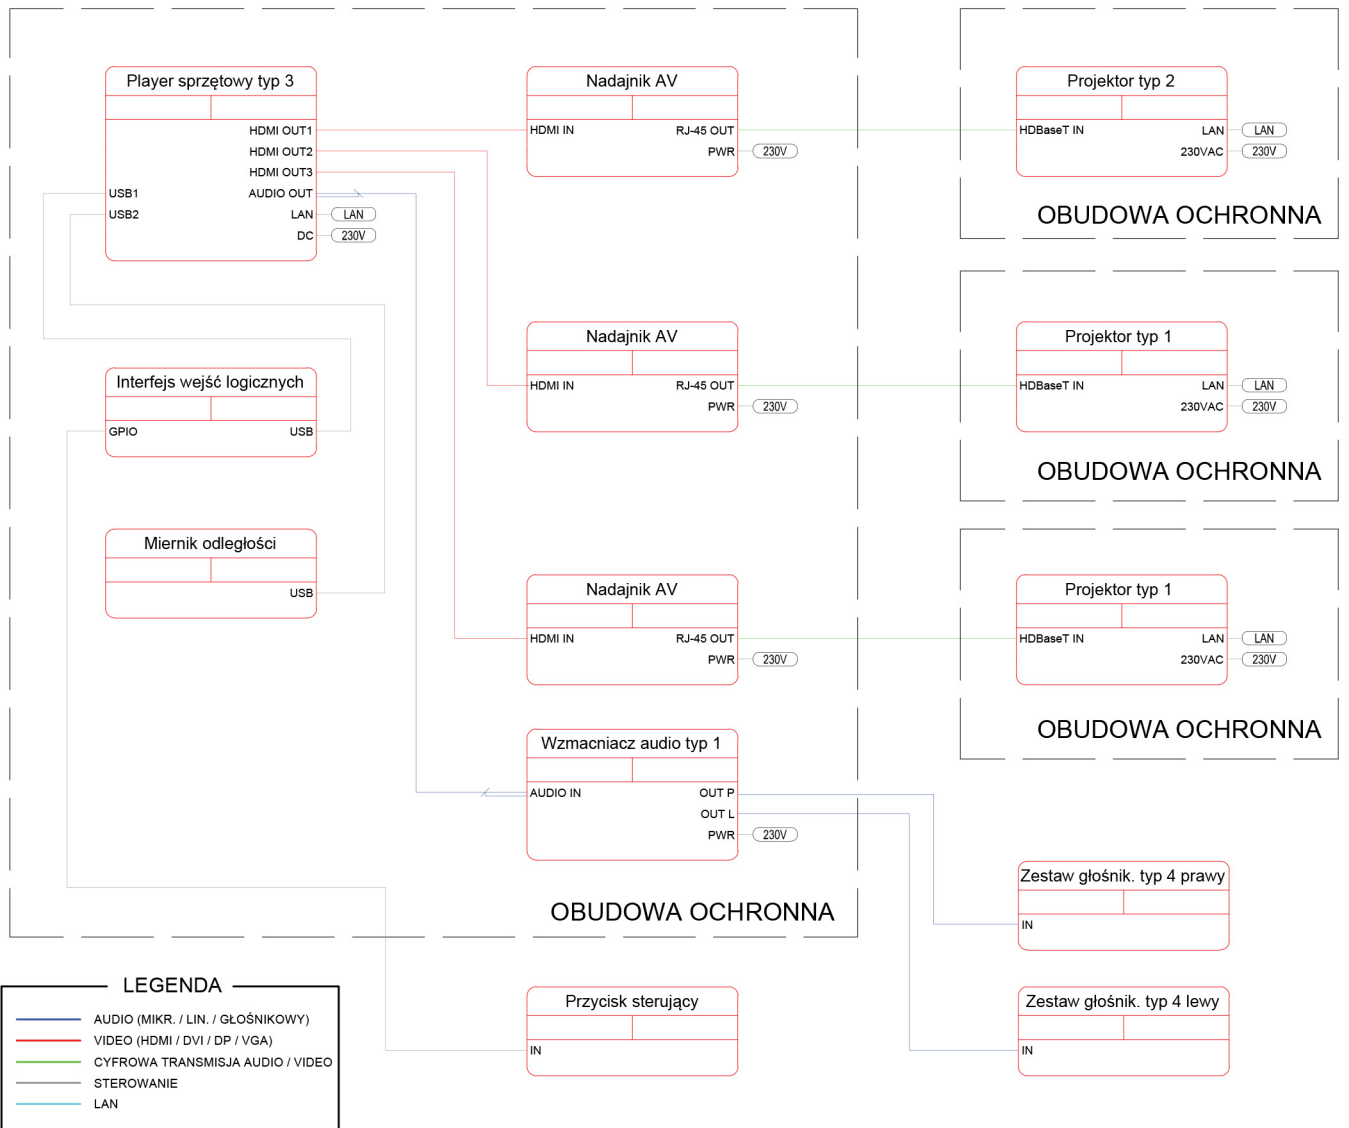 Player sprzętowy typ 3
HDMI OUT1
HDMI OUT2
HDMI OUT3
USB1
AUDIO OUT
USB2
LAN
LAN
DC
230V
Nadajnik AV
HDMI IN
RJ-45 OUT
PWR
230V
Projektor typ 2
HDBaseT IN
LAN
LAN
230VAC
230V
OBUDOWA OCHRONNA
Interfejs wejść logicznych
GPIO
USB
Nadajnik AV
HDMI IN
RJ-45 OUT
PWR
230V
Projektor typ 1
HDBaseT IN
LAN
LAN
230VAC
230V
OBUDOWA OCHRONNA
Miernik odległości
USB
Nadajnik AV
HDMI IN
RJ-45 OUT
PWR
230V
Projektor typ 1
HDBaseT IN
LAN
LAN
230VAC
230V
OBUDOWA OCHRONNA
Wzmacniacz audio typ 1
AUDIO IN
OUT P
OUT L
PWR
230V
OBUDOWA OCHRONNA
Zestaw głośnik. typ 4 prawy
IN
Przycisk sterujący
IN
Zestaw głośnik. typ 4 lewy
IN
LEGENDA
AUDIO (MIKR. / LIN. / GŁOŚNIKOWY)
VIDEO (HDMI / DVI / DP / VGA)
CYFROWA TRANSMISJA AUDIO / VIDEO
STEROWANIE
LAN